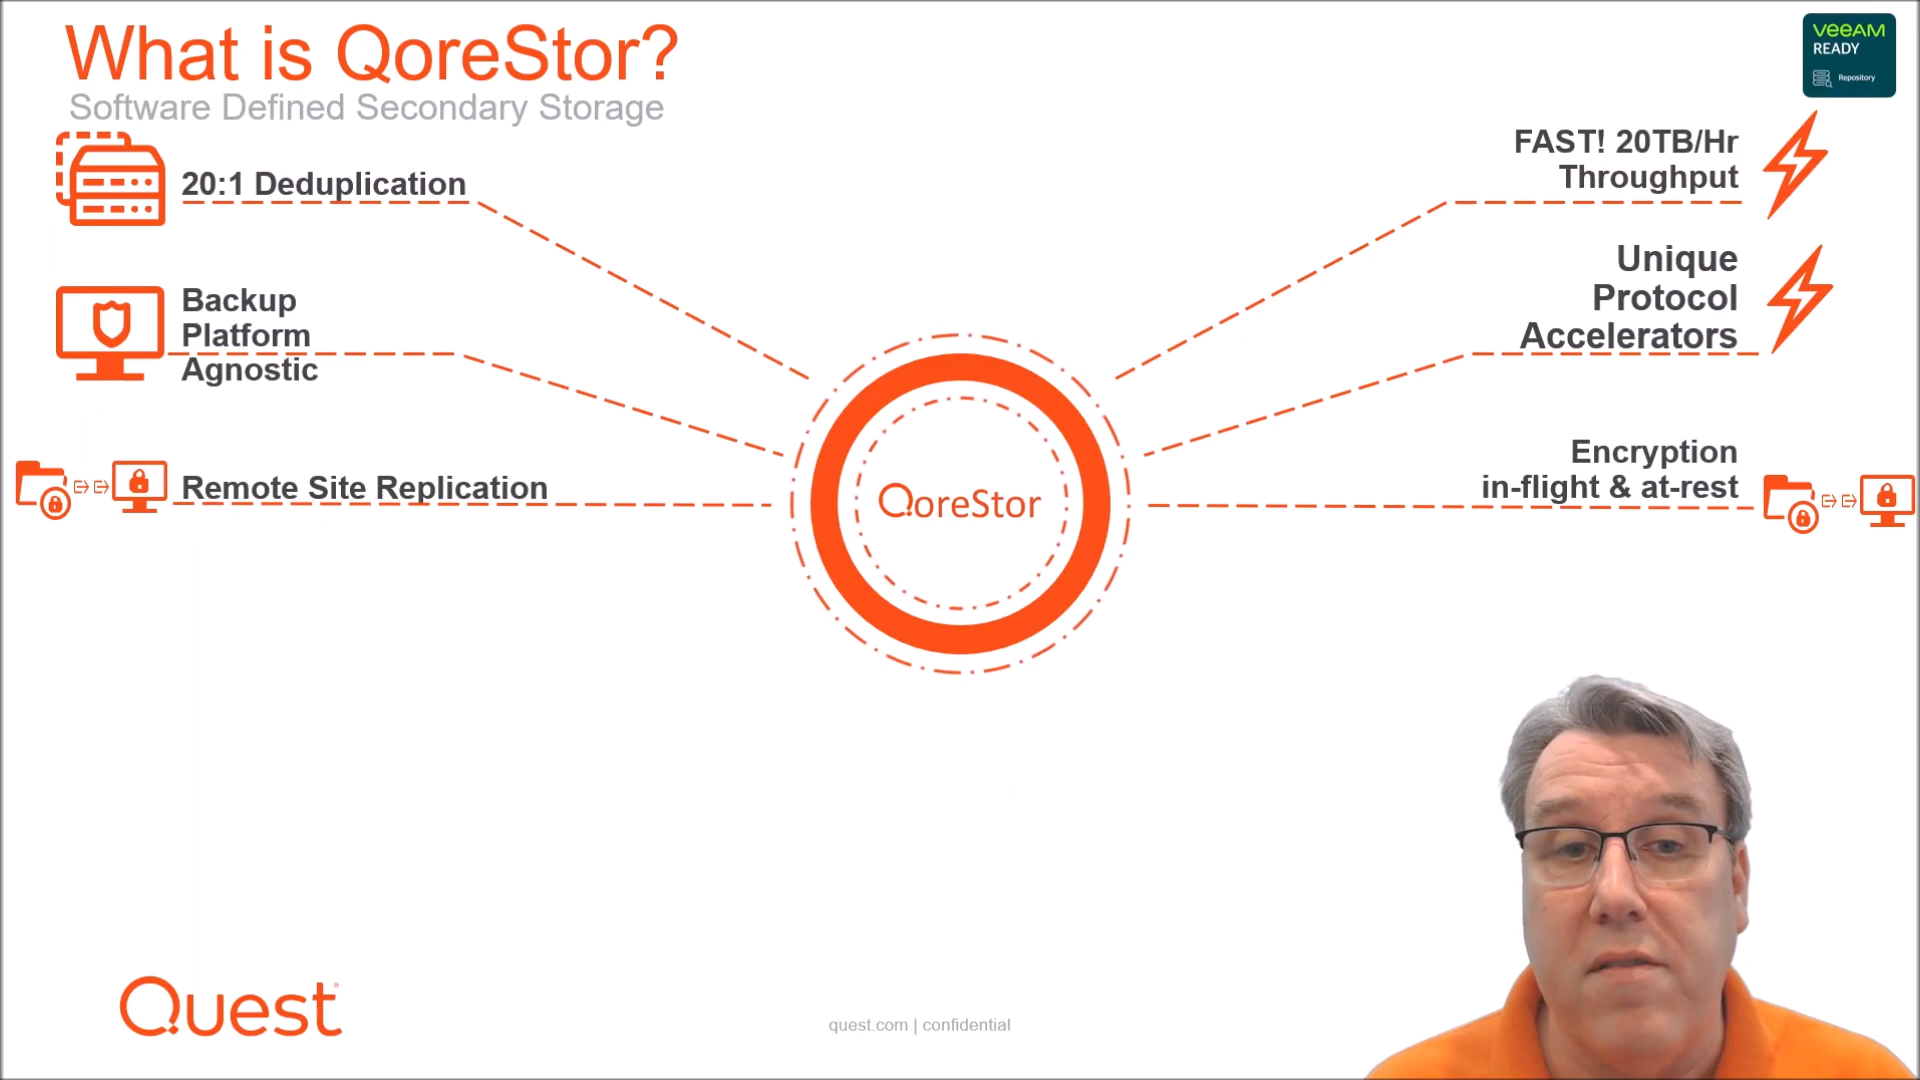 What is QoreStor?
Software Defined Secondary Storage
VeeAM
READY
Repository
20:1 Deduplication
Backup
Platform
Agnostic
Remote Site Replication
FAST! 20TB/Hr
Throughput
Unique
Protocol
Accelerators
Encryption
in-flight & at-rest
QoreStor
Quest
quest.com | confidential